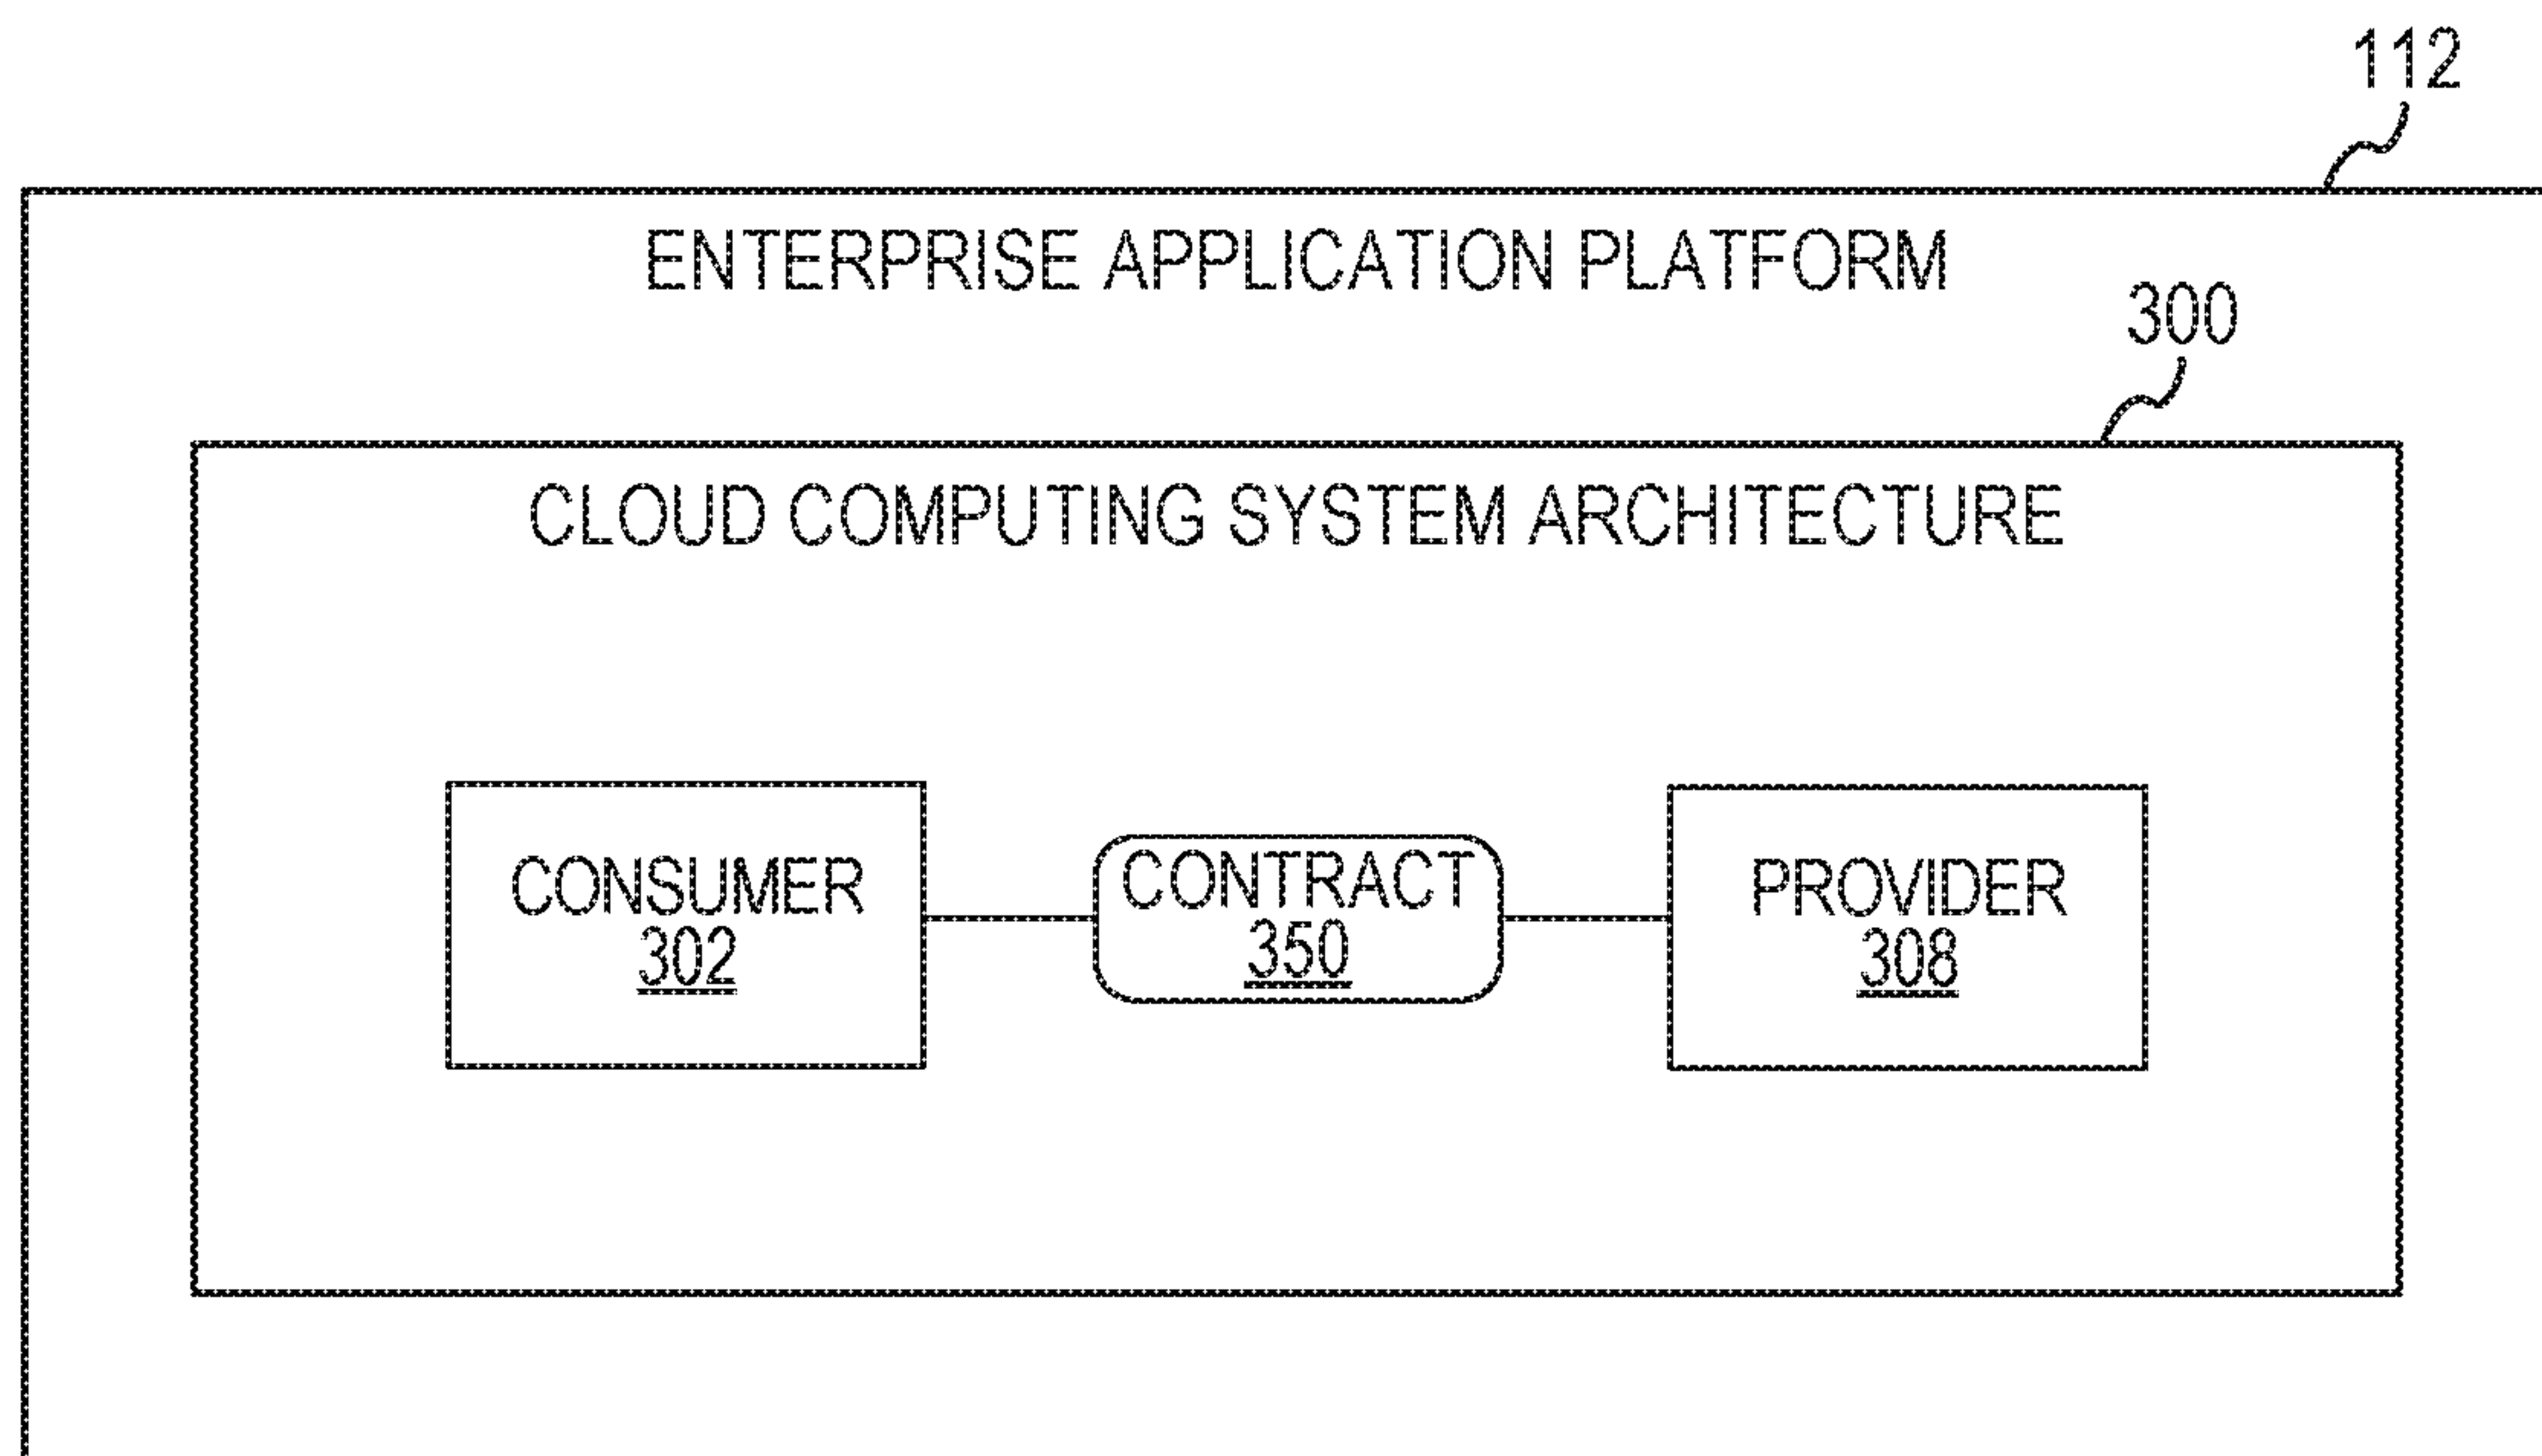 112
ENTERPRISE APPLICATION PLATFORM
300
CLOUD COMPUTING SYSTEM ARCHITECTURE
CONSUMER
302
CONTRACT
350
PROVIDER
308